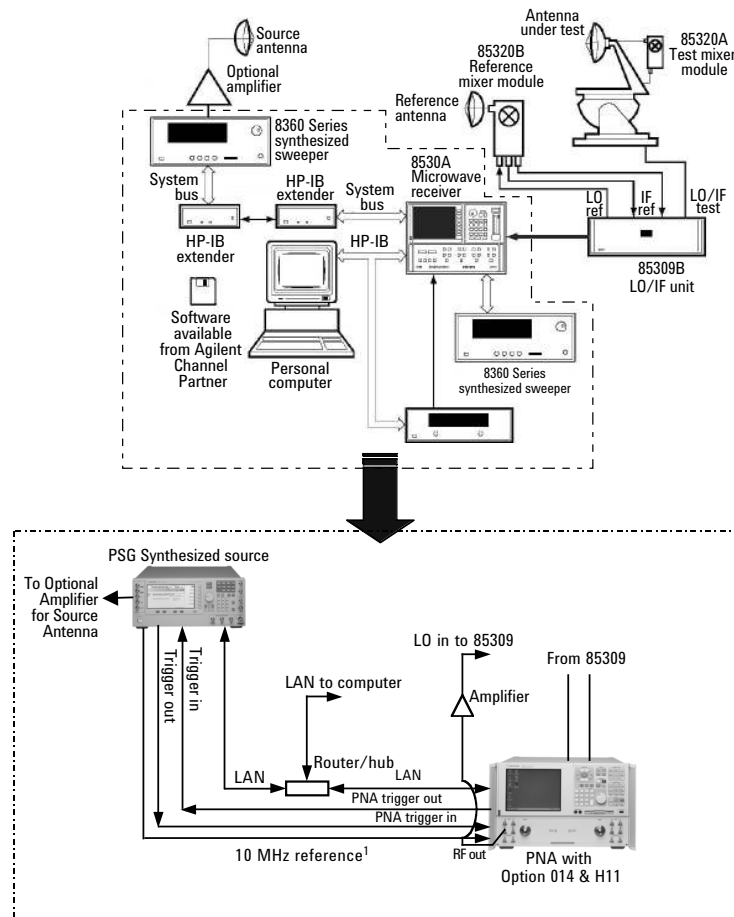 Source
antenna
Optional
amplifier
8360 Series
synthesized
sweeper
System
bus
HP-IB
extender
HP-IB
extender
System
bus
HP-IB
Software
available
from Agilent
Channel
Partner
Personal
computer
Reference
antenna
85320B
Reference
mixer module
Antenna
under test
85320A
Test mixer
module
8530A
Microwave
receiver
LO
ref
IF
ref
LO/IF
test
85309B
LO/IF unit
8360 Series
synthesized sweeper
PSG Synthesized source
To Optional
Amplifier
for Source
Antenna
Trigger out
Trigger in
LAN to computer
LO in to 85309
From 85309
Amplifier
Router/hub
LAN
LAN
PNA trigger out
PNA trigger in
10 MHz reference1
RF out
PNA with
Option 014 & H11